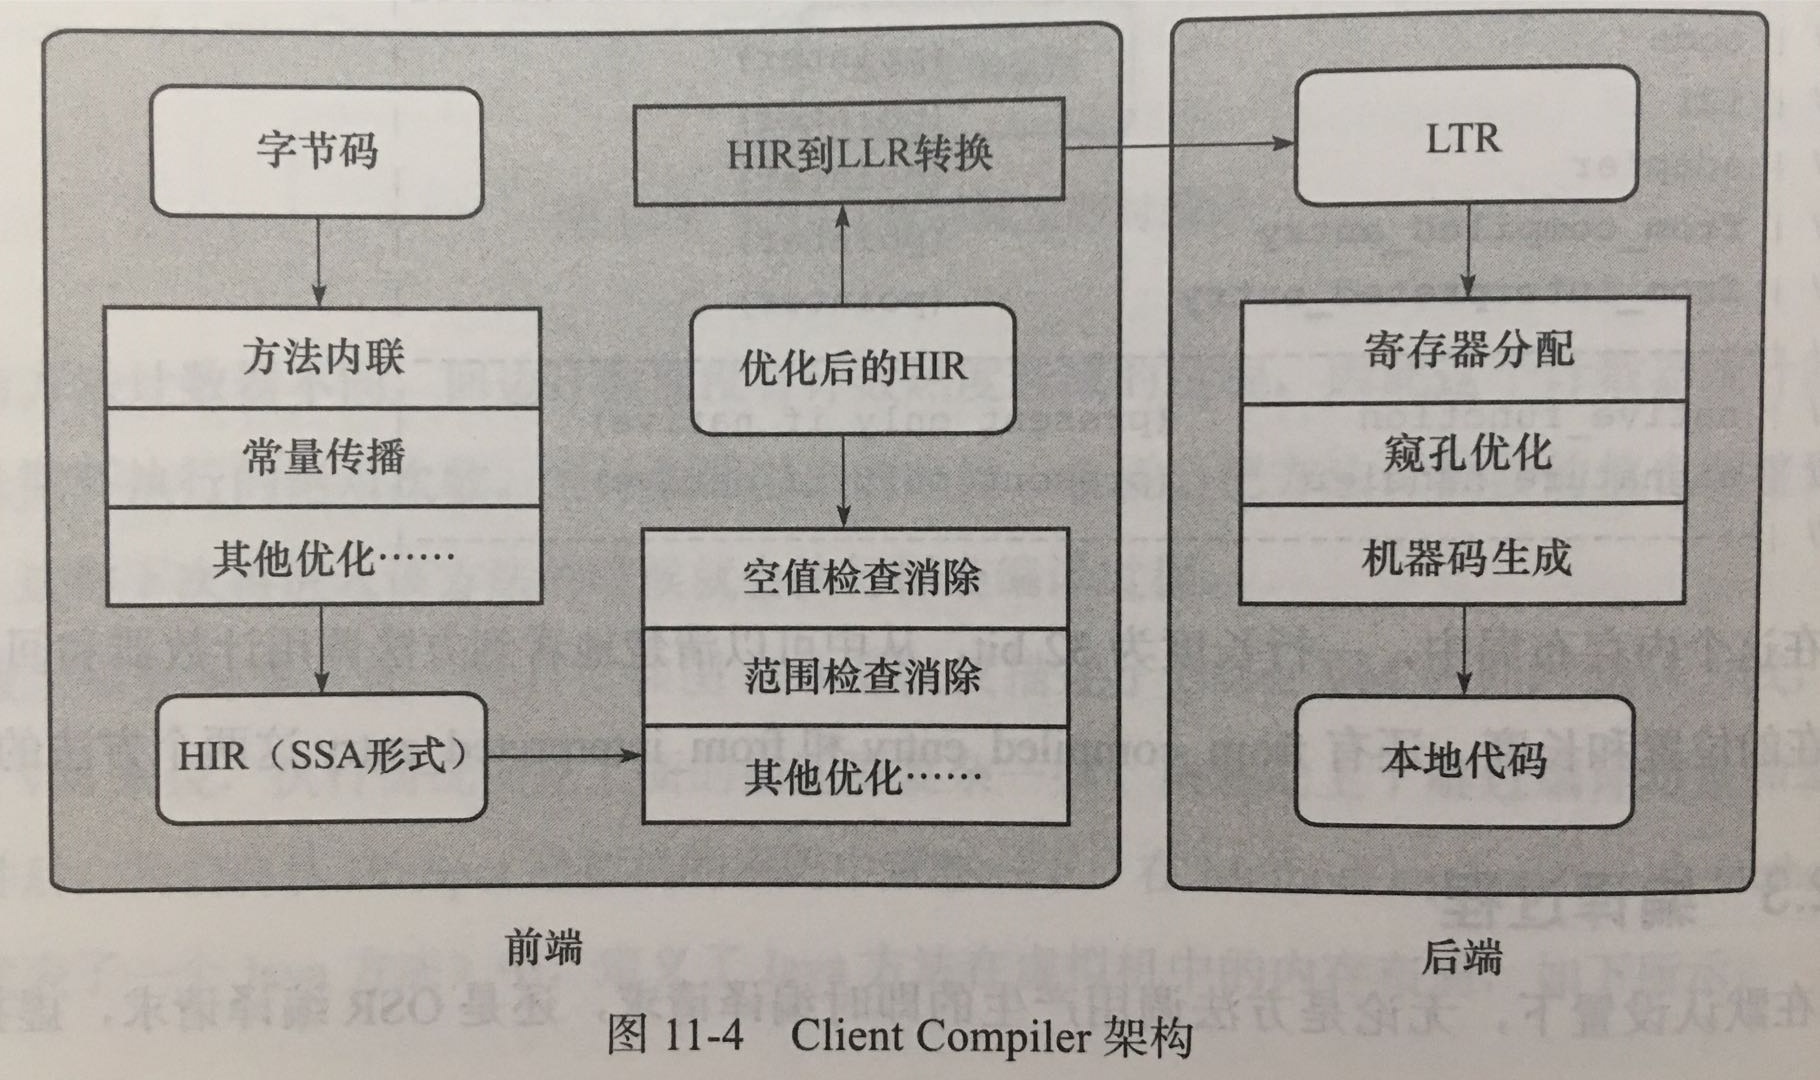 字节码
方法内联
常量传播
其他优化……
HIR（SSA形式）
HIR到LLR转换
优化后的HIR
空值检查消除
范围检查消除
其他优化……
前端
LTR
寄存器分配
窥孔优化
机器码生成
本地代码
后端
图 11-4 Client Compiler 架构